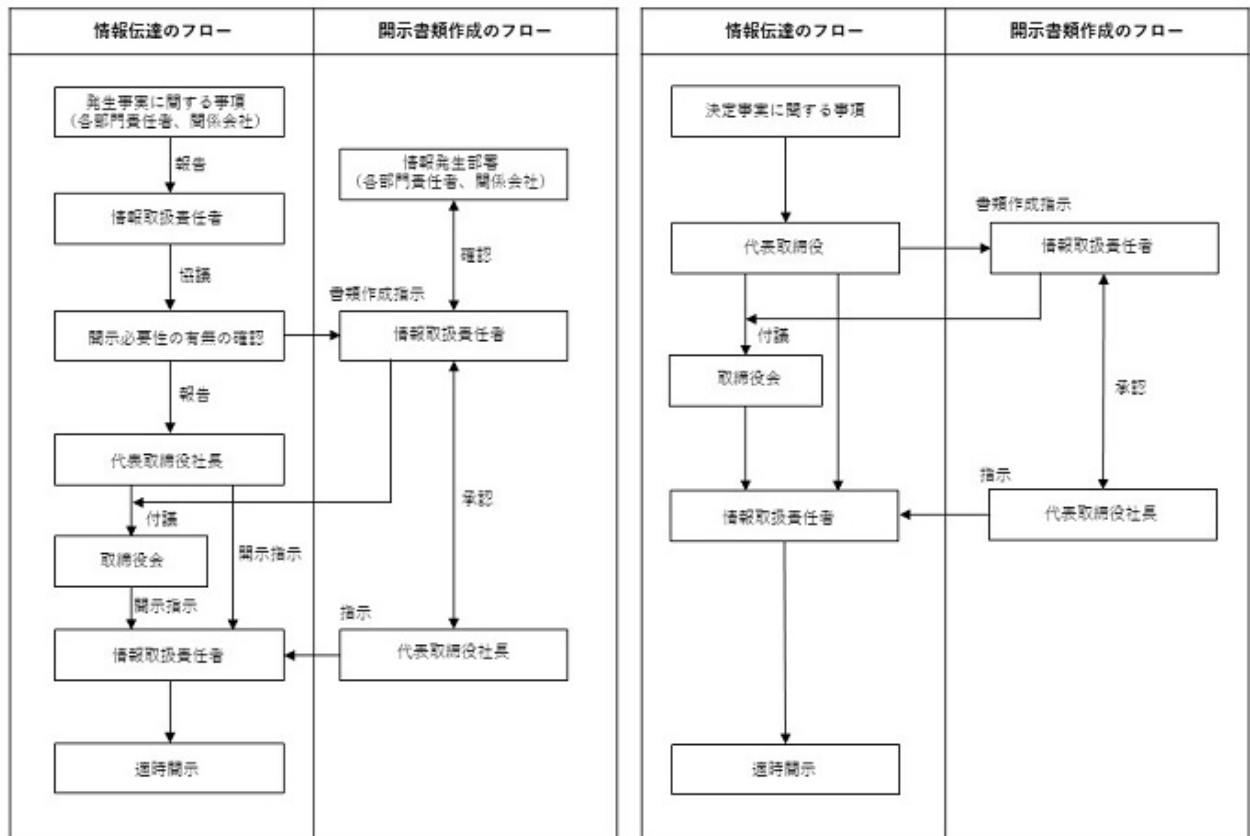 情報伝達のフロー
開示書類作成のフロー
発生事実に関する事項
（各部門責任者、関係会社）
報告
情報発生部署
（各部門責任者、関係会社）
情報取扱責任者
確認
協議
書類作成指示
開示必要性の有無の確認
情報取扱責任者
報告
代表取締役社長
承認
付議
開示指示
取締役会
開示指示
指示
情報取扱責任者
代表取締役社長
適時開示
情報伝達のフロー
開示書類作成のフロー
決定事案に関する事項
書類作成指示
代表取締役
情報取扱責任者
付議
取締役会
承認
指示
情報取扱責任者
代表取締役社長
適時開示